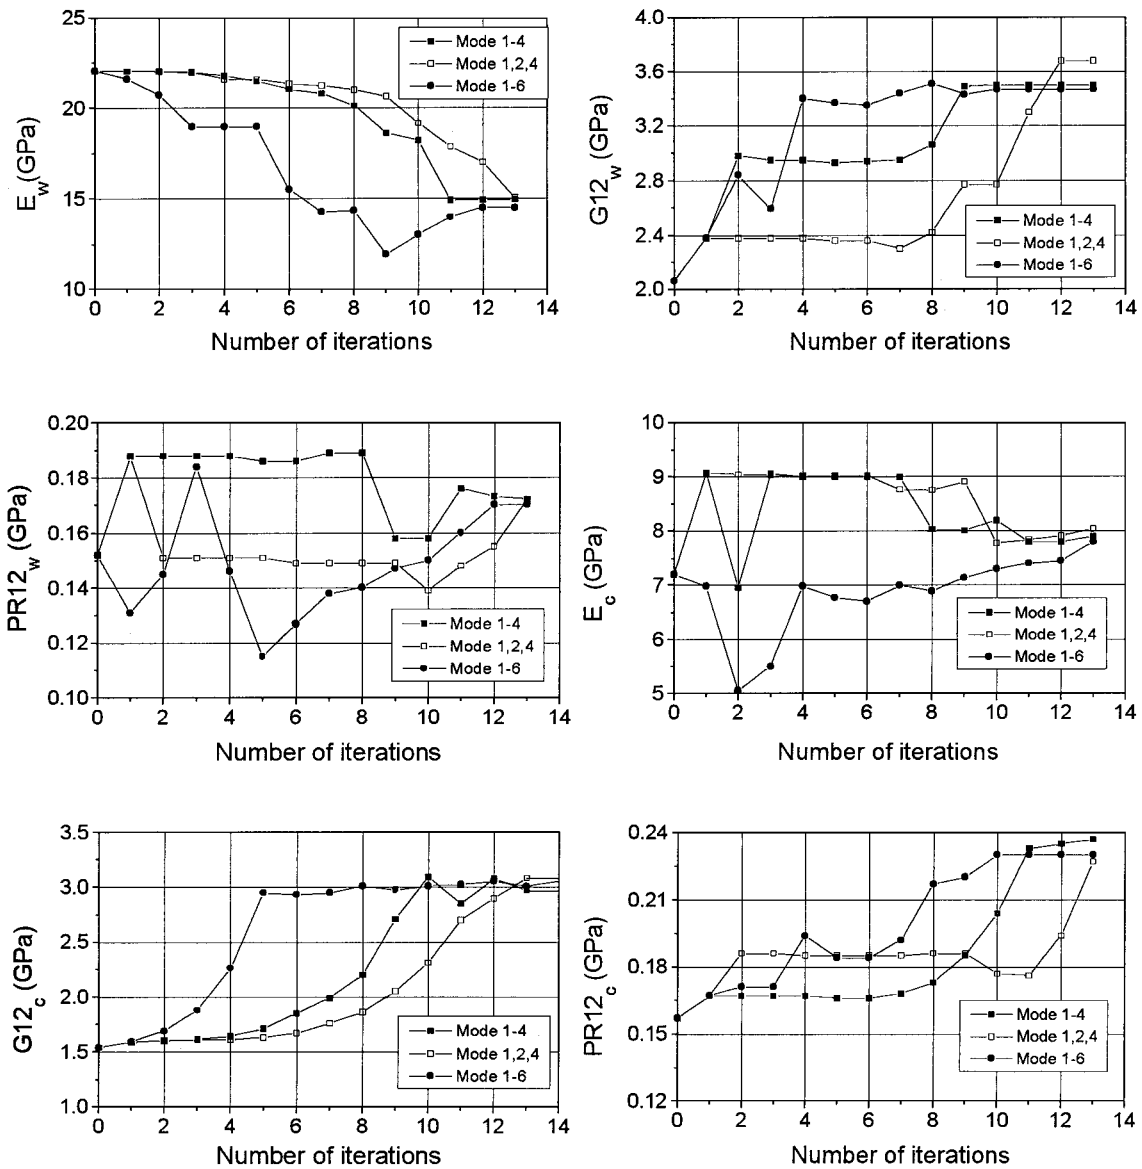 25
20
15
10
E_w (GPa)
0 2 4 6 8 10 12 14
Number of iterations
Mode 1-4
Mode 1,2,4
Mode 1-6
4.0
3.6
3.2
2.8
2.4
2.0
G12_w (GPa)
0 2 4 6 8 10 12 14
Number of iterations
Mode 1-4
Mode 1,2,4
Mode 1-6
0.20
0.18
0.16
0.14
0.12
0.10
PR12_w (GPa)
0 2 4 6 8 10 12 14
Number of iterations
Mode 1-4
Mode 1,2,4
Mode 1-6
10
9
8
7
6
5
E_c (GPa)
0 2 4 6 8 10 12 14
Number of iterations
Mode 1-4
Mode 1,2,4
Mode 1-6
3.5
3.0
2.5
2.0
1.5
1.0
G12_c (GPa)
0 2 4 6 8 10 12 14
Number of iterations
Mode 1-4
Mode 1,2,4
Mode 1-6
0.24
0.21
0.18
0.15
0.12
PR12_c (GPa)
0 2 4 6 8 10 12 14
Number of iterations
Mode 1-4
Mode 1,2,4
Mode 1-6